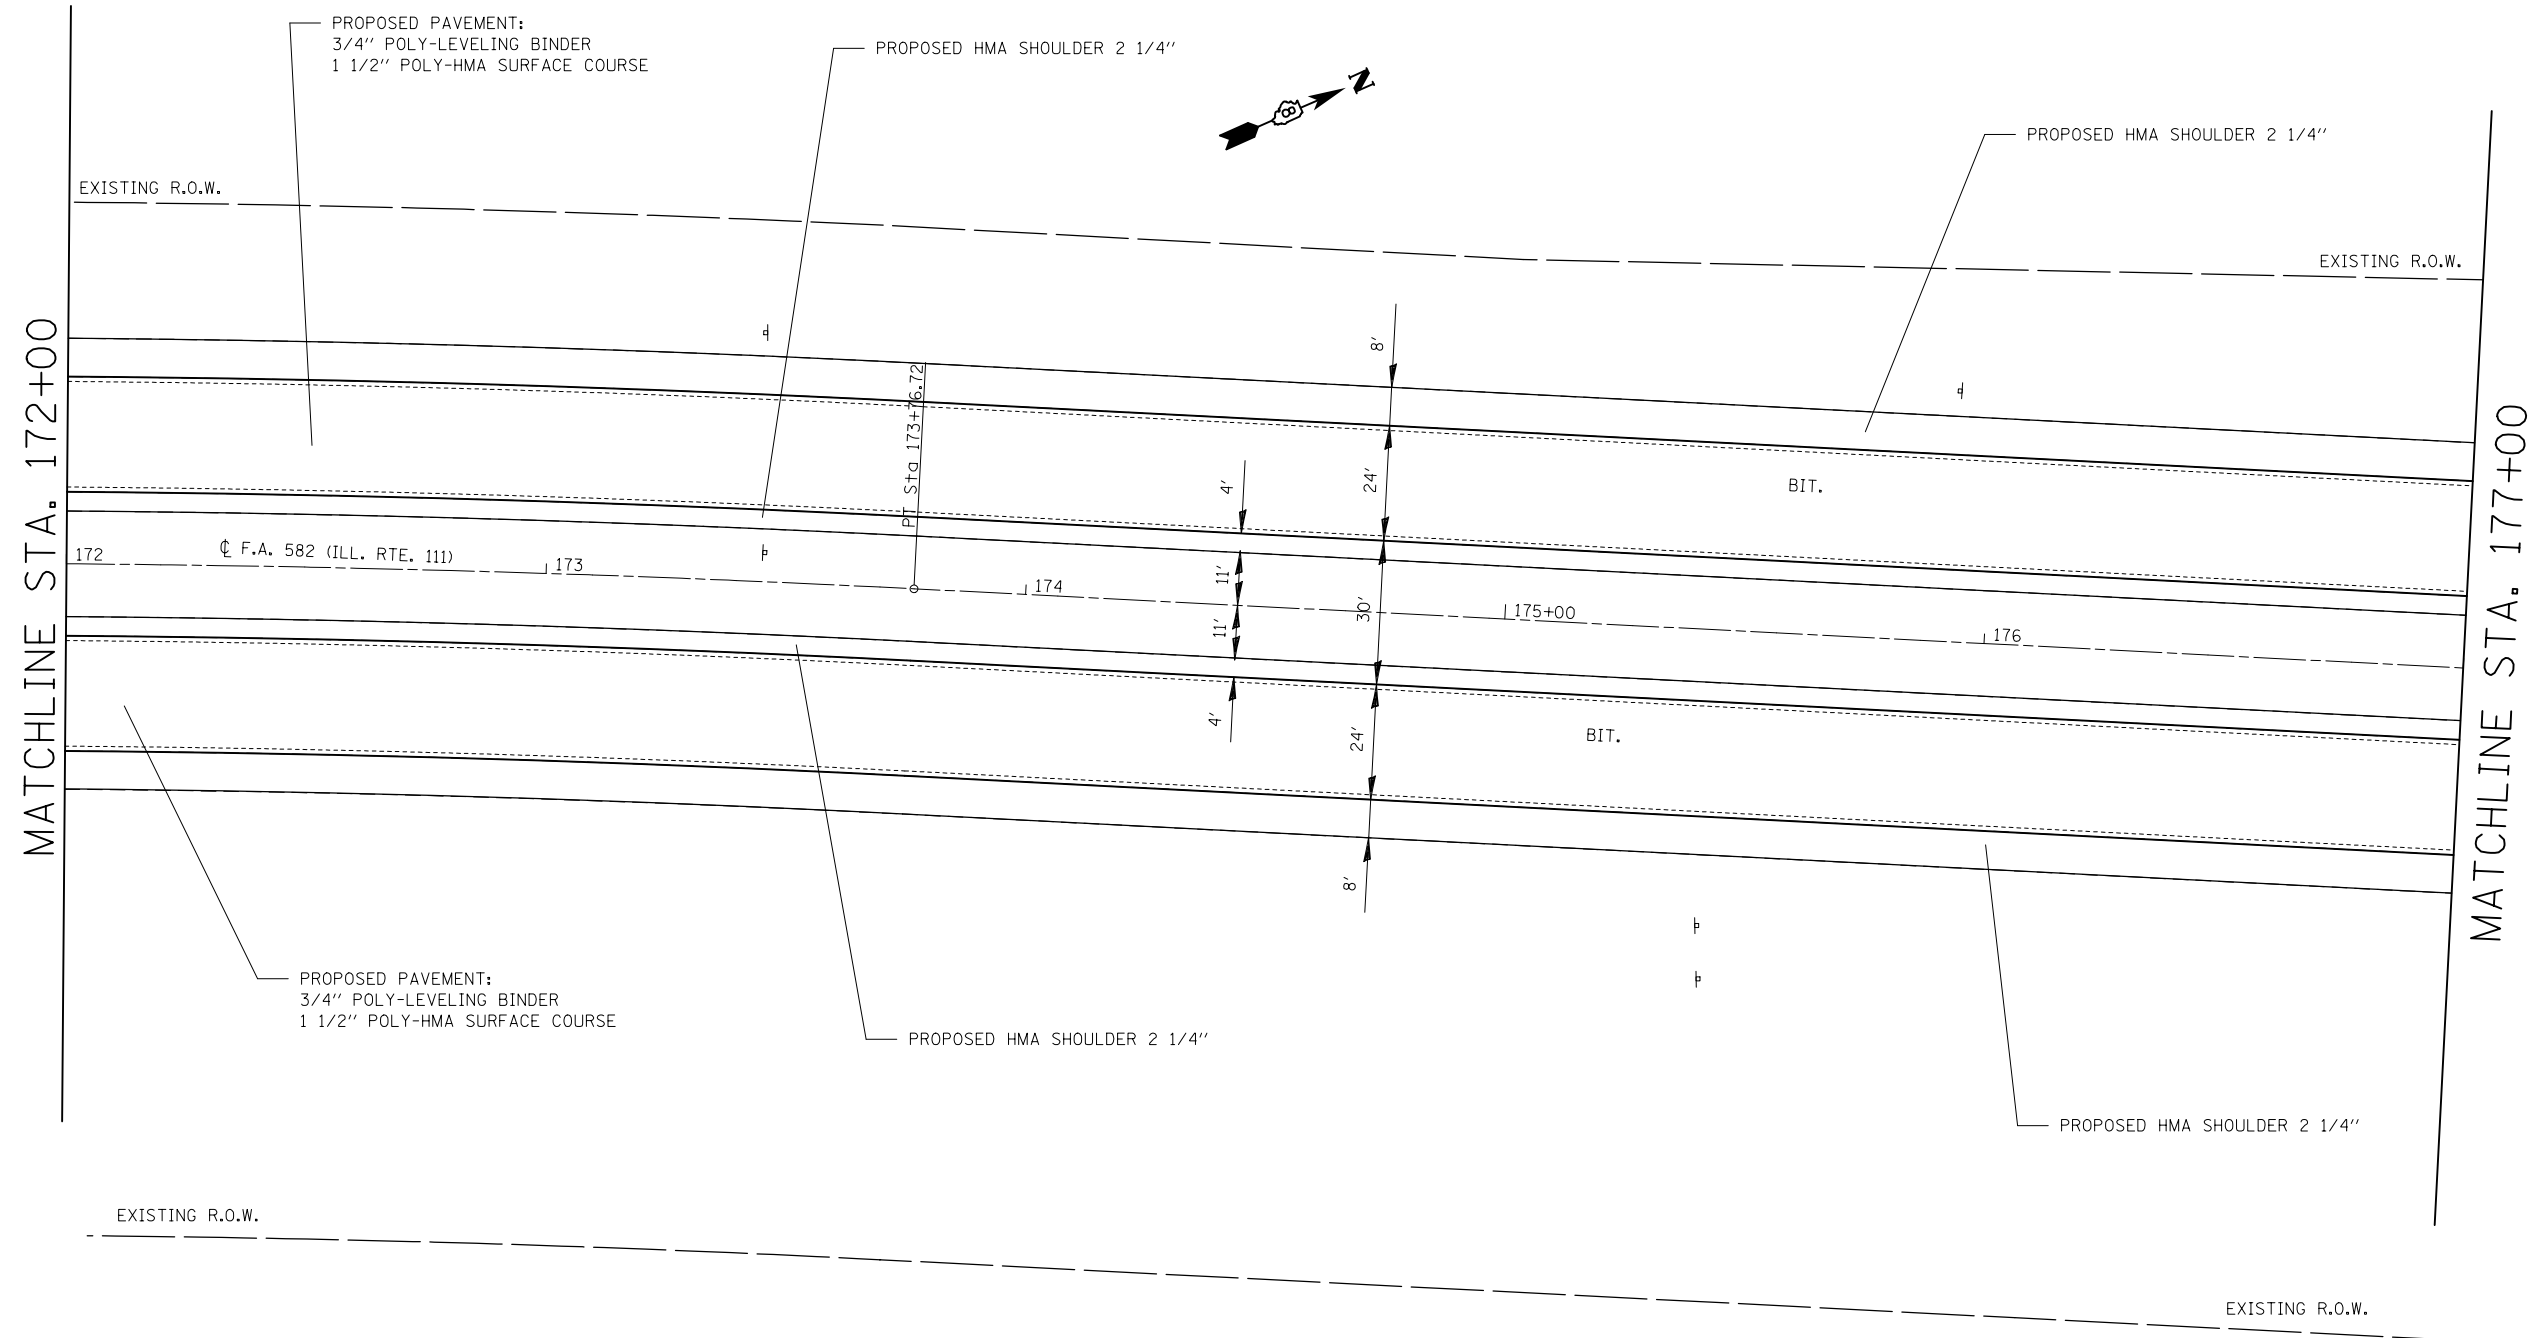 PROPOSED PAVEMENT:
3/4" POLY-LEVELING BINDER
1 1/2" POLY-HMA SURFACE COURSE
PROPOSED HMA SHOULDER 2 1/4"
N
8
PROPOSED HMA SHOULDER 2 1/4"
EXISTING R.O.W.
EXISTING R.O.W.
MATCHLINE STA. 172+00
8'
PT Sta 173+76.72
4'
24'
BIT.
172
℄ F.A. 582 (ILL. RTE. 111)
173
174
11'
11'
30'
175+00
176
4'
24'
BIT.
8'
MATCHLINE STA. 177+00
PROPOSED PAVEMENT:
3/4" POLY-LEVELING BINDER
1 1/2" POLY-HMA SURFACE COURSE
PROPOSED HMA SHOULDER 2 1/4"
PROPOSED HMA SHOULDER 2 1/4"
EXISTING R.O.W.
EXISTING R.O.W.